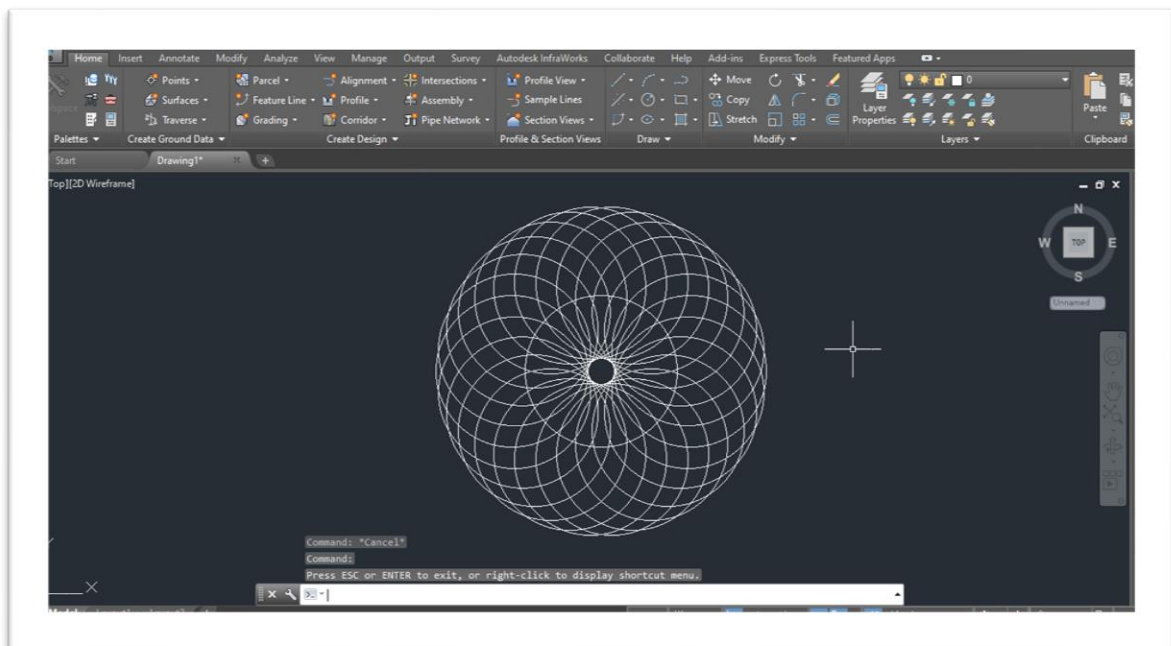 Home Insert Annotate Modify Analyze View Manage Output Survey Autodesk InfraWorks Collaborate Help Add-ins Express Tools Featured Apps
Points Parcel Alignment Intersections Profile View Move 0
Surfaces Feature Line Profile Assembly Sample Lines Copy Layer Paste
Traverse Grading Corridor Pipe Network Section Views Stretch Properties
Palettes Create Ground Data Create Design Profile & Section Views Draw Modify Layers Clipboard
Start Drawing1* +
Top][2D Wireframe]
N
W TOP E
S
Unnamed
Command: *Cancel*
Command:
Press ESC or ENTER to exit, or right-click to display shortcut menu.
X